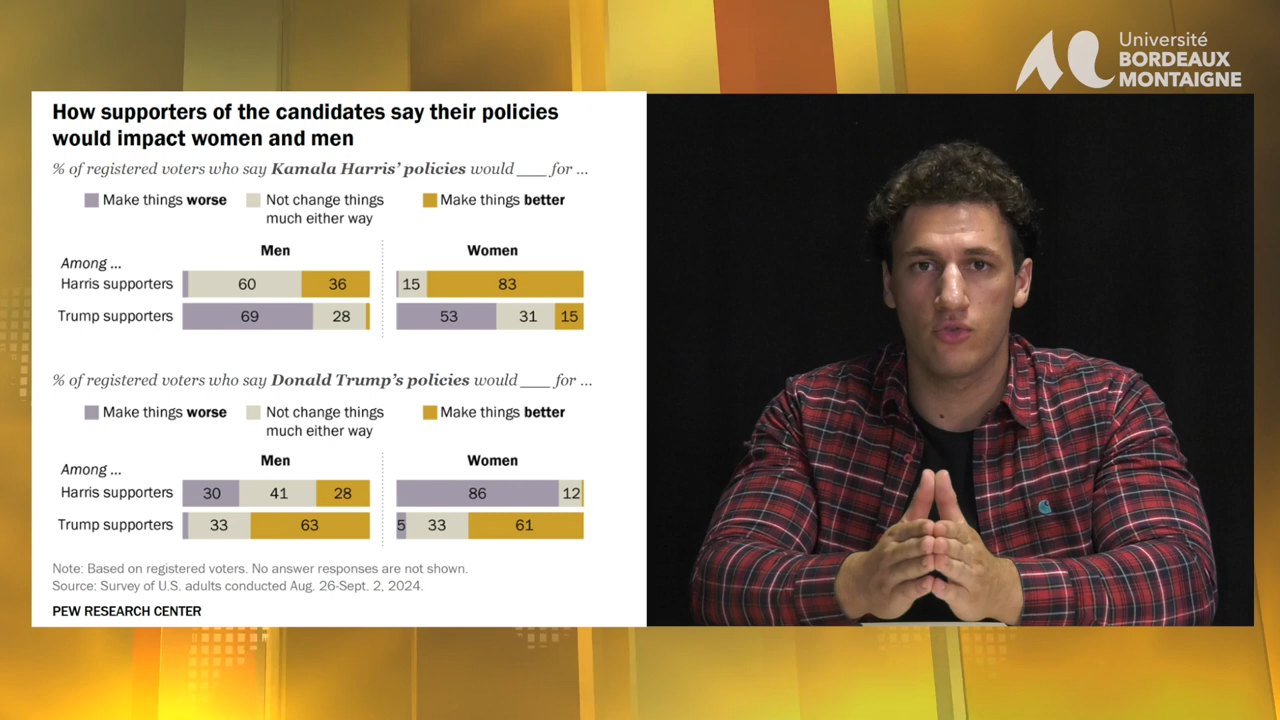 Université
BORDEAUX
MONTAIGNE
How supporters of the candidates say their policies
would impact women and men
% of registered voters who say Kamala Harris' policies would ___ for ...
Make things worse
Not change things
much either way
Make things better
Men
Women
Among ...
Harris supporters
60
36
15
83
Trump supporters
69
28
53
31
15
% of registered voters who say Donald Trump's policies would ___ for ...
Make things worse
Not change things
much either way
Make things better
Men
Women
Among ...
Harris supporters
30
41
28
86
12
Trump supporters
33
63
5
33
61
Note: Based on registered voters. No answer responses are not shown.
Source: Survey of U.S. adults conducted Aug. 26-Sept. 2, 2024.
PEW RESEARCH CENTER